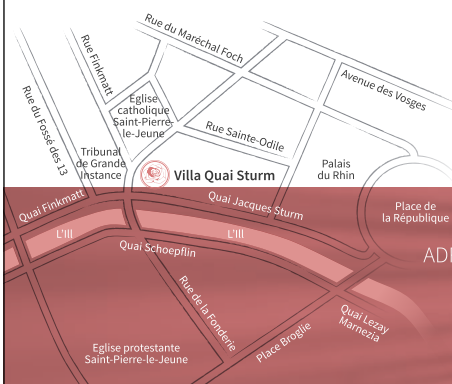 Rue du Maréchal Foch
Rue Finkmatt
Avenue des Vosges
Rue du Fossé des 13
Eglise
catholique
Saint-Pierre-
le-Jeune
Rue Sainte-Odile
Tribunal
de Grande
Instance
Villa Quai Sturm
Palais
du Rhin
Quai Finkmatt
Quai Jacques Sturm
Place de
la République
L'Ill
L'Ill
Quai Schoepflin
AD
Rue de la Fonderie
Quai Lezay
Marnezia
Place Broglie
Eglise protestante
Saint-Pierre-le-Jeune